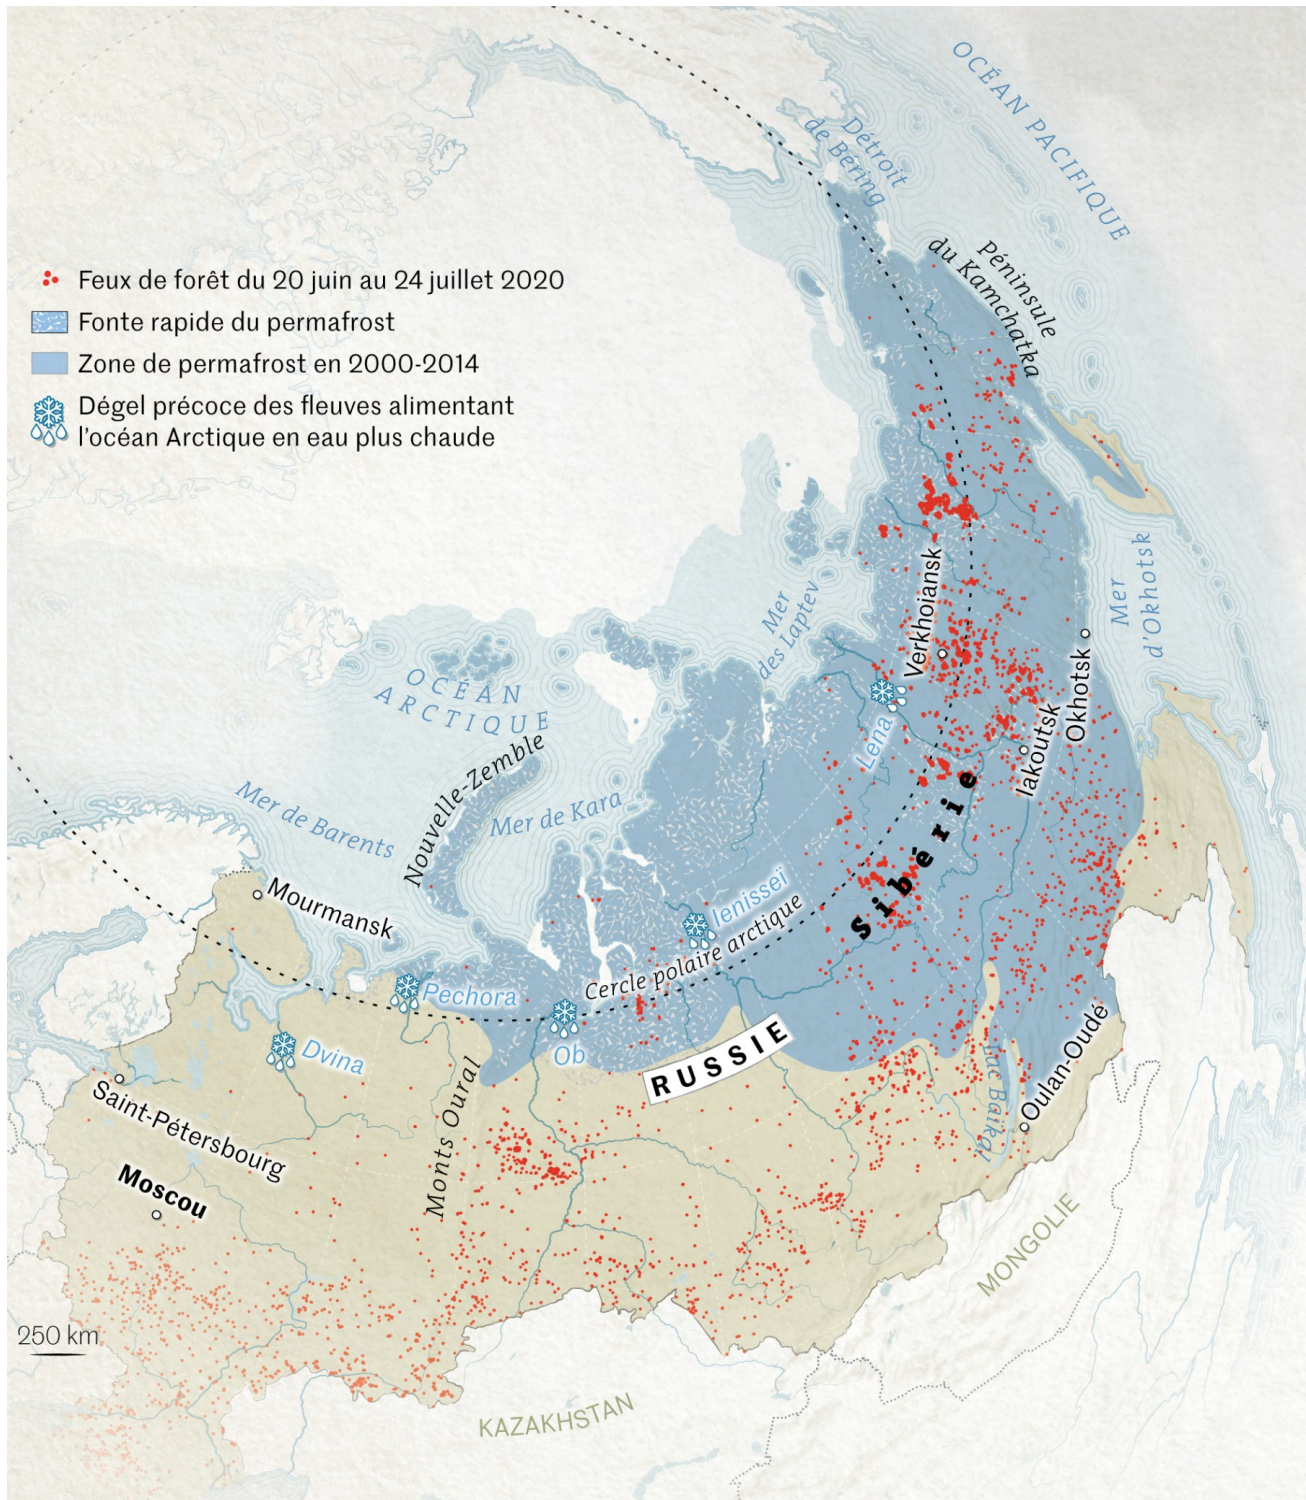 OCÉAN PACIFIQUE
Détroit
de Béring
Péninsule
du Kamchatka
Feux de forêt du 20 juin au 24 juillet 2020
Fonte rapide du permafrost
Zone de permafrost en 2000-2014
Dégel précoce des fleuves alimentant
l'océan Arctique en eau plus chaude
Mer
d'Okhotsk
Mer
des Laptev
Verkhoiansk
Okhotsk
OCÉAN
ARCTIQUE
Lena
Iakoutsk
Nouvelle-Zemble
Mer de Kara
Mer de Barents
Sibérie
Mourmansk
Ienisseï
Cercle polaire arctique
Pechora
Ob
Dvina
RUSSIE
Oulan-Oudé
Lac Baïkal
Saint-Pétersbourg
Monts Oural
Moscou
MONGOLIE
250 km
KAZAKHSTAN